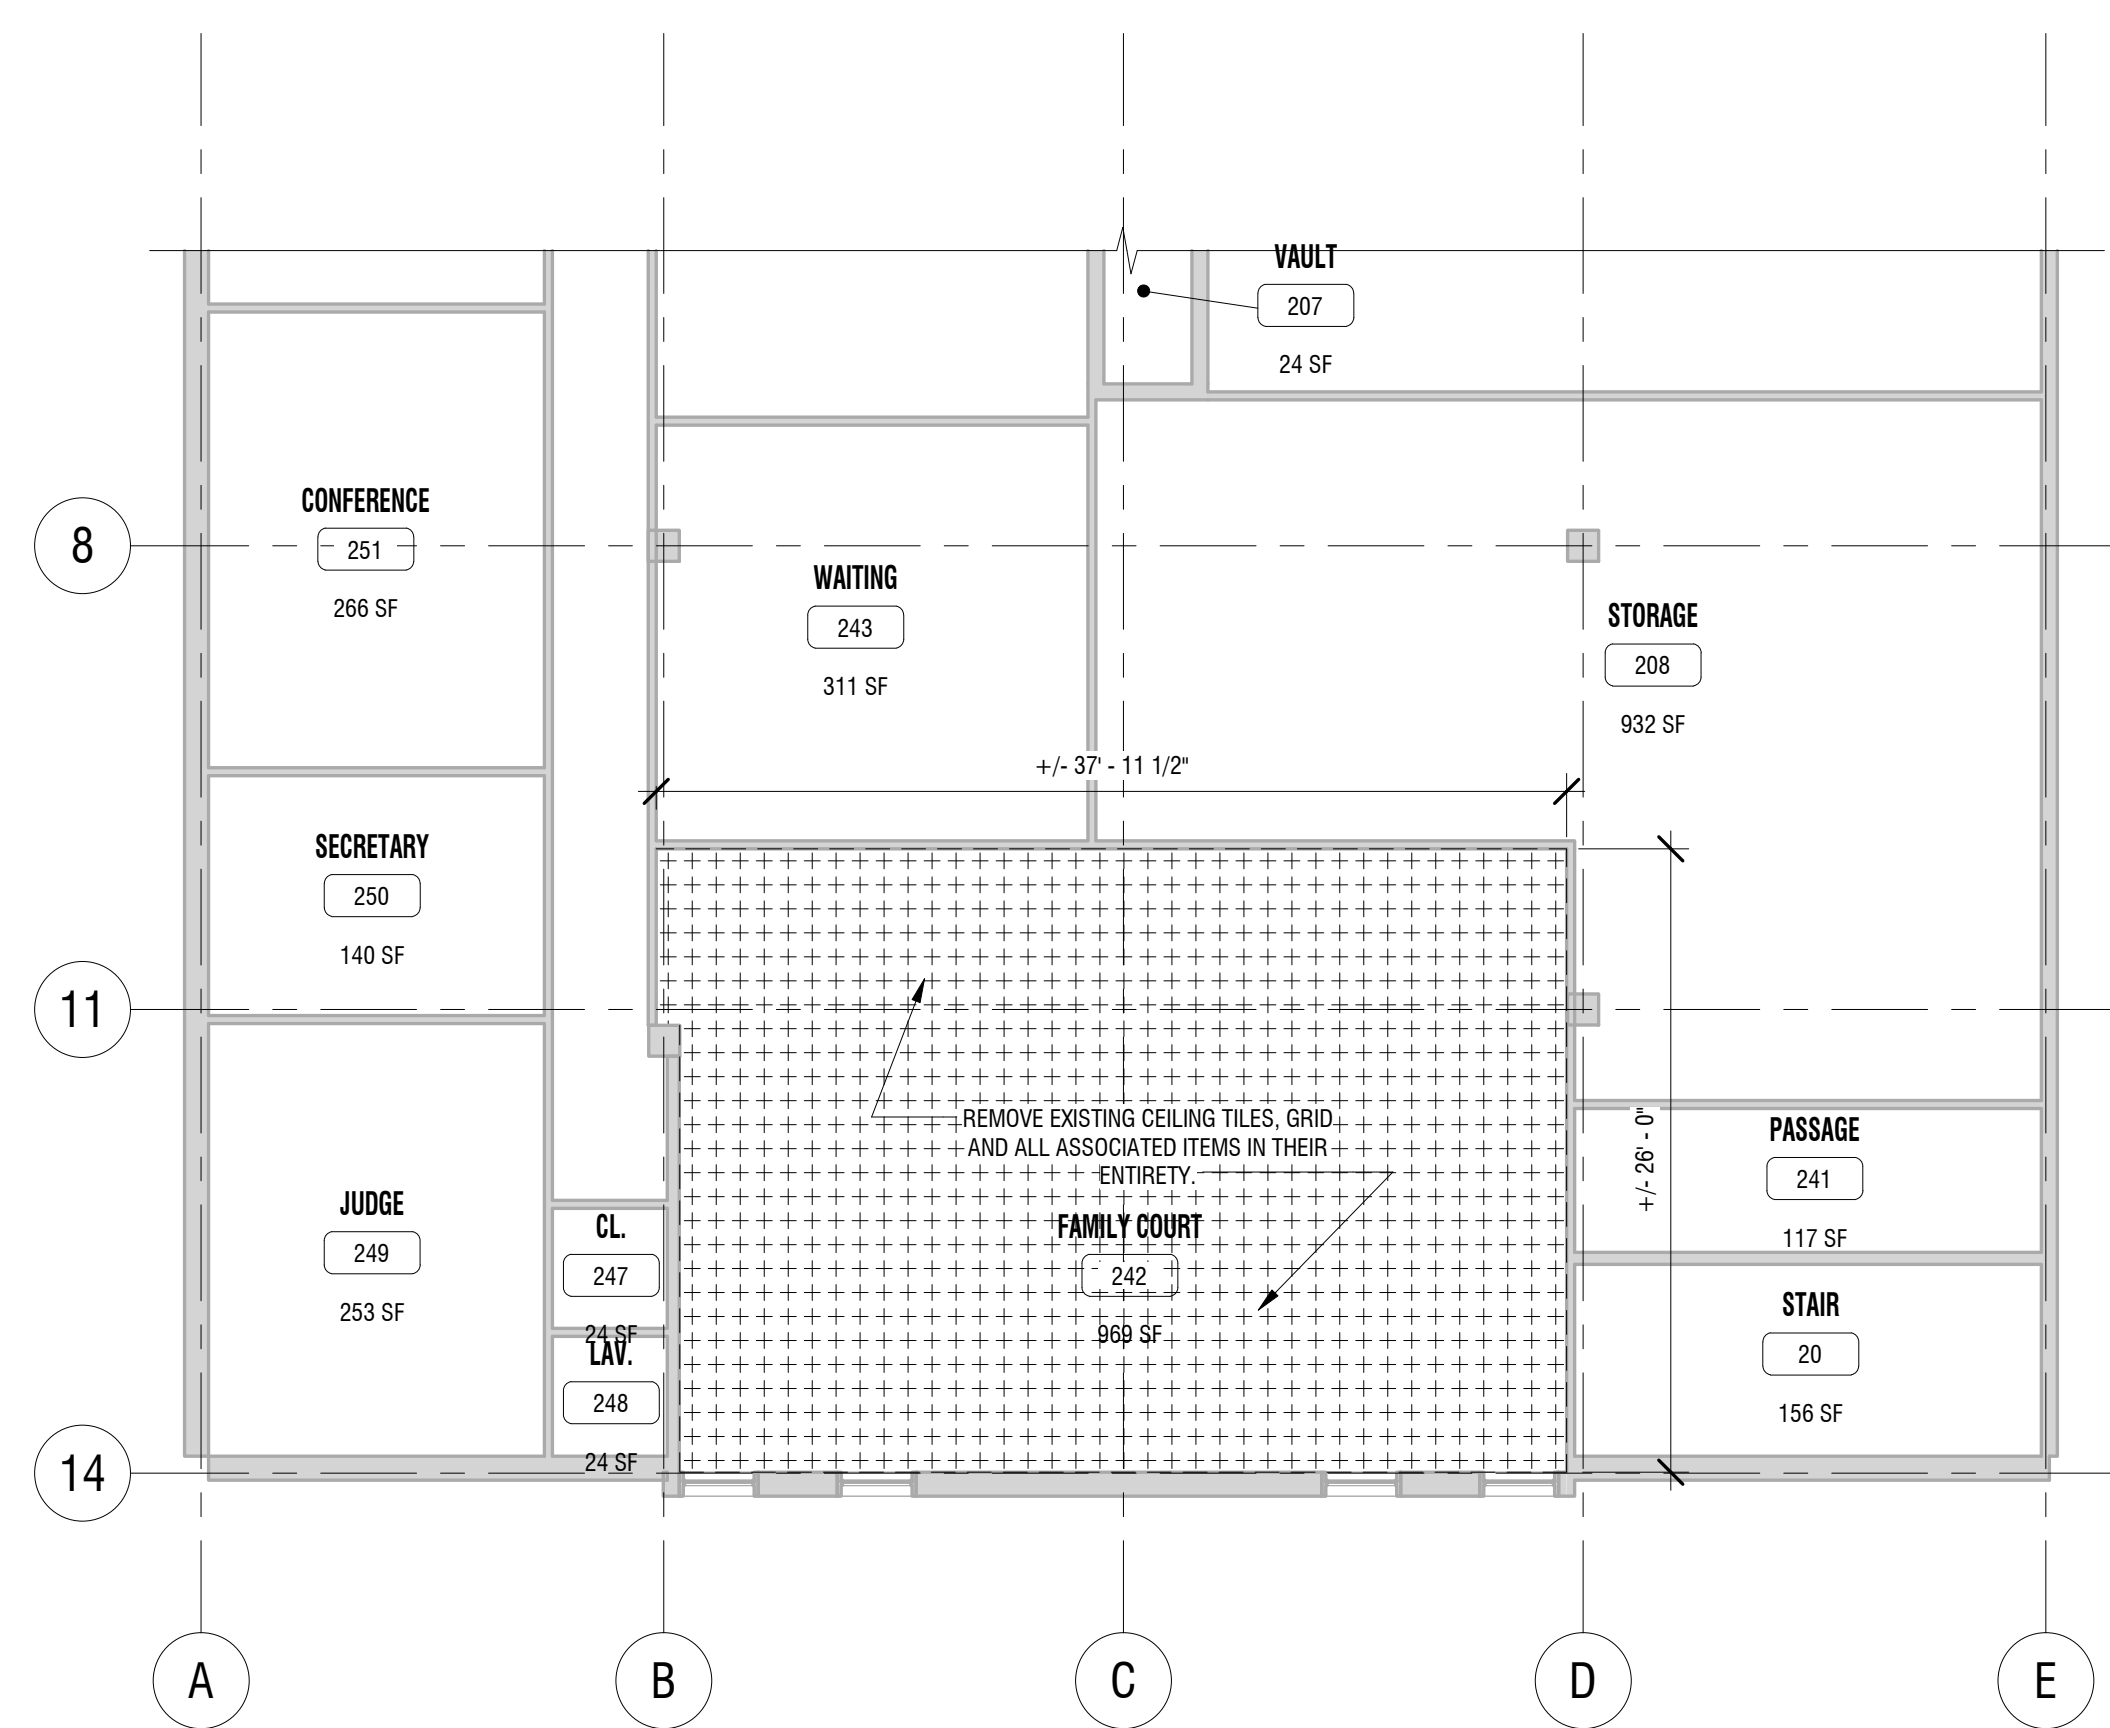 VAULT
207
24 SF
CONFERENCE
251
266 SF
8
WAITING
243
311 SF
STORAGE
208
932 SF
+/- 37' - 11 1/2"
SECRETARY
250
140 SF
11
REMOVE EXISTING CEILING TILES, GRID
AND ALL ASSOCIATED ITEMS IN THEIR
ENTIRETY.
+/- 26' - 0"
PASSAGE
241
117 SF
JUDGE
249
253 SF
CL.
247
24 SF
FAMILY COURT
242
969 SF
LAV.
248
24 SF
STAIR
20
156 SF
14
A
B
C
D
E